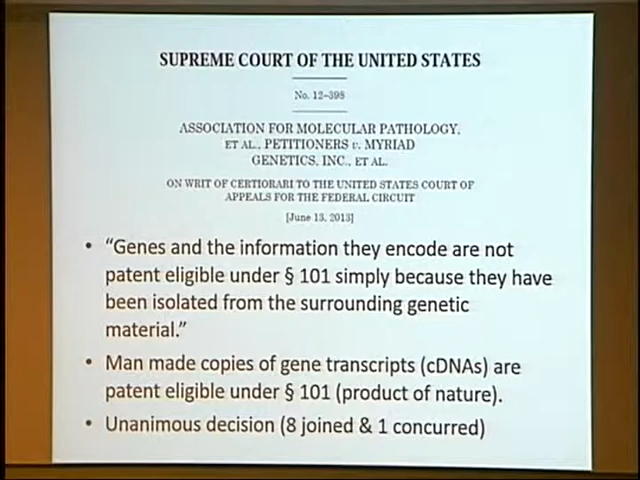 SUPREME COURT OF THE UNITED STATES
No. 12–398
ASSOCIATION FOR MOLECULAR PATHOLOGY,
ET AL., PETITIONERS v. MYRIAD
GENETICS, INC., ET AL.
ON WRIT OF CERTIORARI TO THE UNITED STATES COURT OF
APPEALS FOR THE FEDERAL CIRCUIT
[June 13, 2013]
• “Genes and the information they encode are not
patent eligible under § 101 simply because they have
been isolated from the surrounding genetic
material.”
• Man made copies of gene transcripts (cDNAs) are
patent eligible under § 101 (product of nature).
• Unanimous decision (8 joined & 1 concurred)